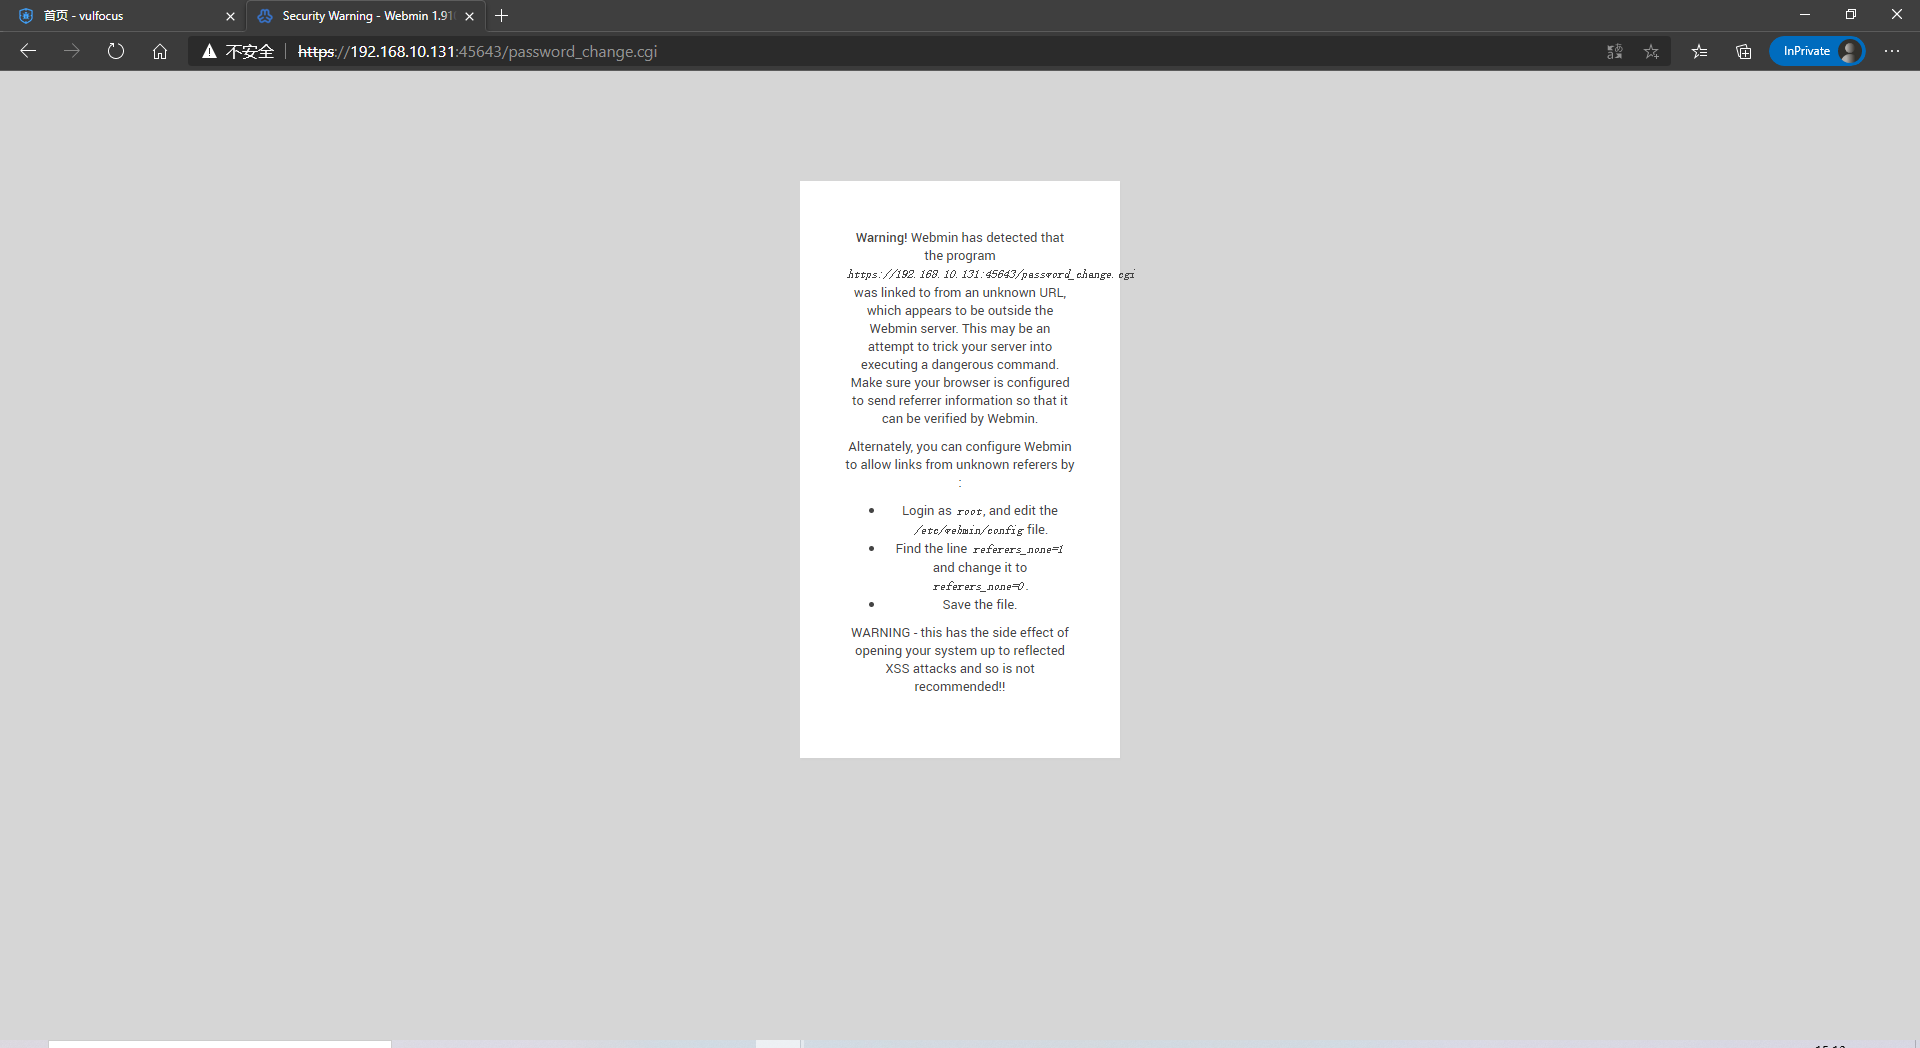 首页 - vulfocus
Security Warning - Webmin 1.91
不安全
https://192.168.10.131:45643/password_change.cgi
InPrivate
Warning! Webmin has detected that
the program
https://192.168.10.131:45643/password_change.cgi
was linked to from an unknown URL,
which appears to be outside the
Webmin server. This may be an
attempt to trick your server into
executing a dangerous command.
Make sure your browser is configured
to send referrer information so that it
can be verified by Webmin.
Alternately, you can configure Webmin
to allow links from unknown referers by
:
Login as root, and edit the
/etc/webmin/config file.
Find the line referers_none=1
and change it to
referers_none=0.
Save the file.
WARNING - this has the side effect of
opening your system up to reflected
XSS attacks and so is not
recommended!!